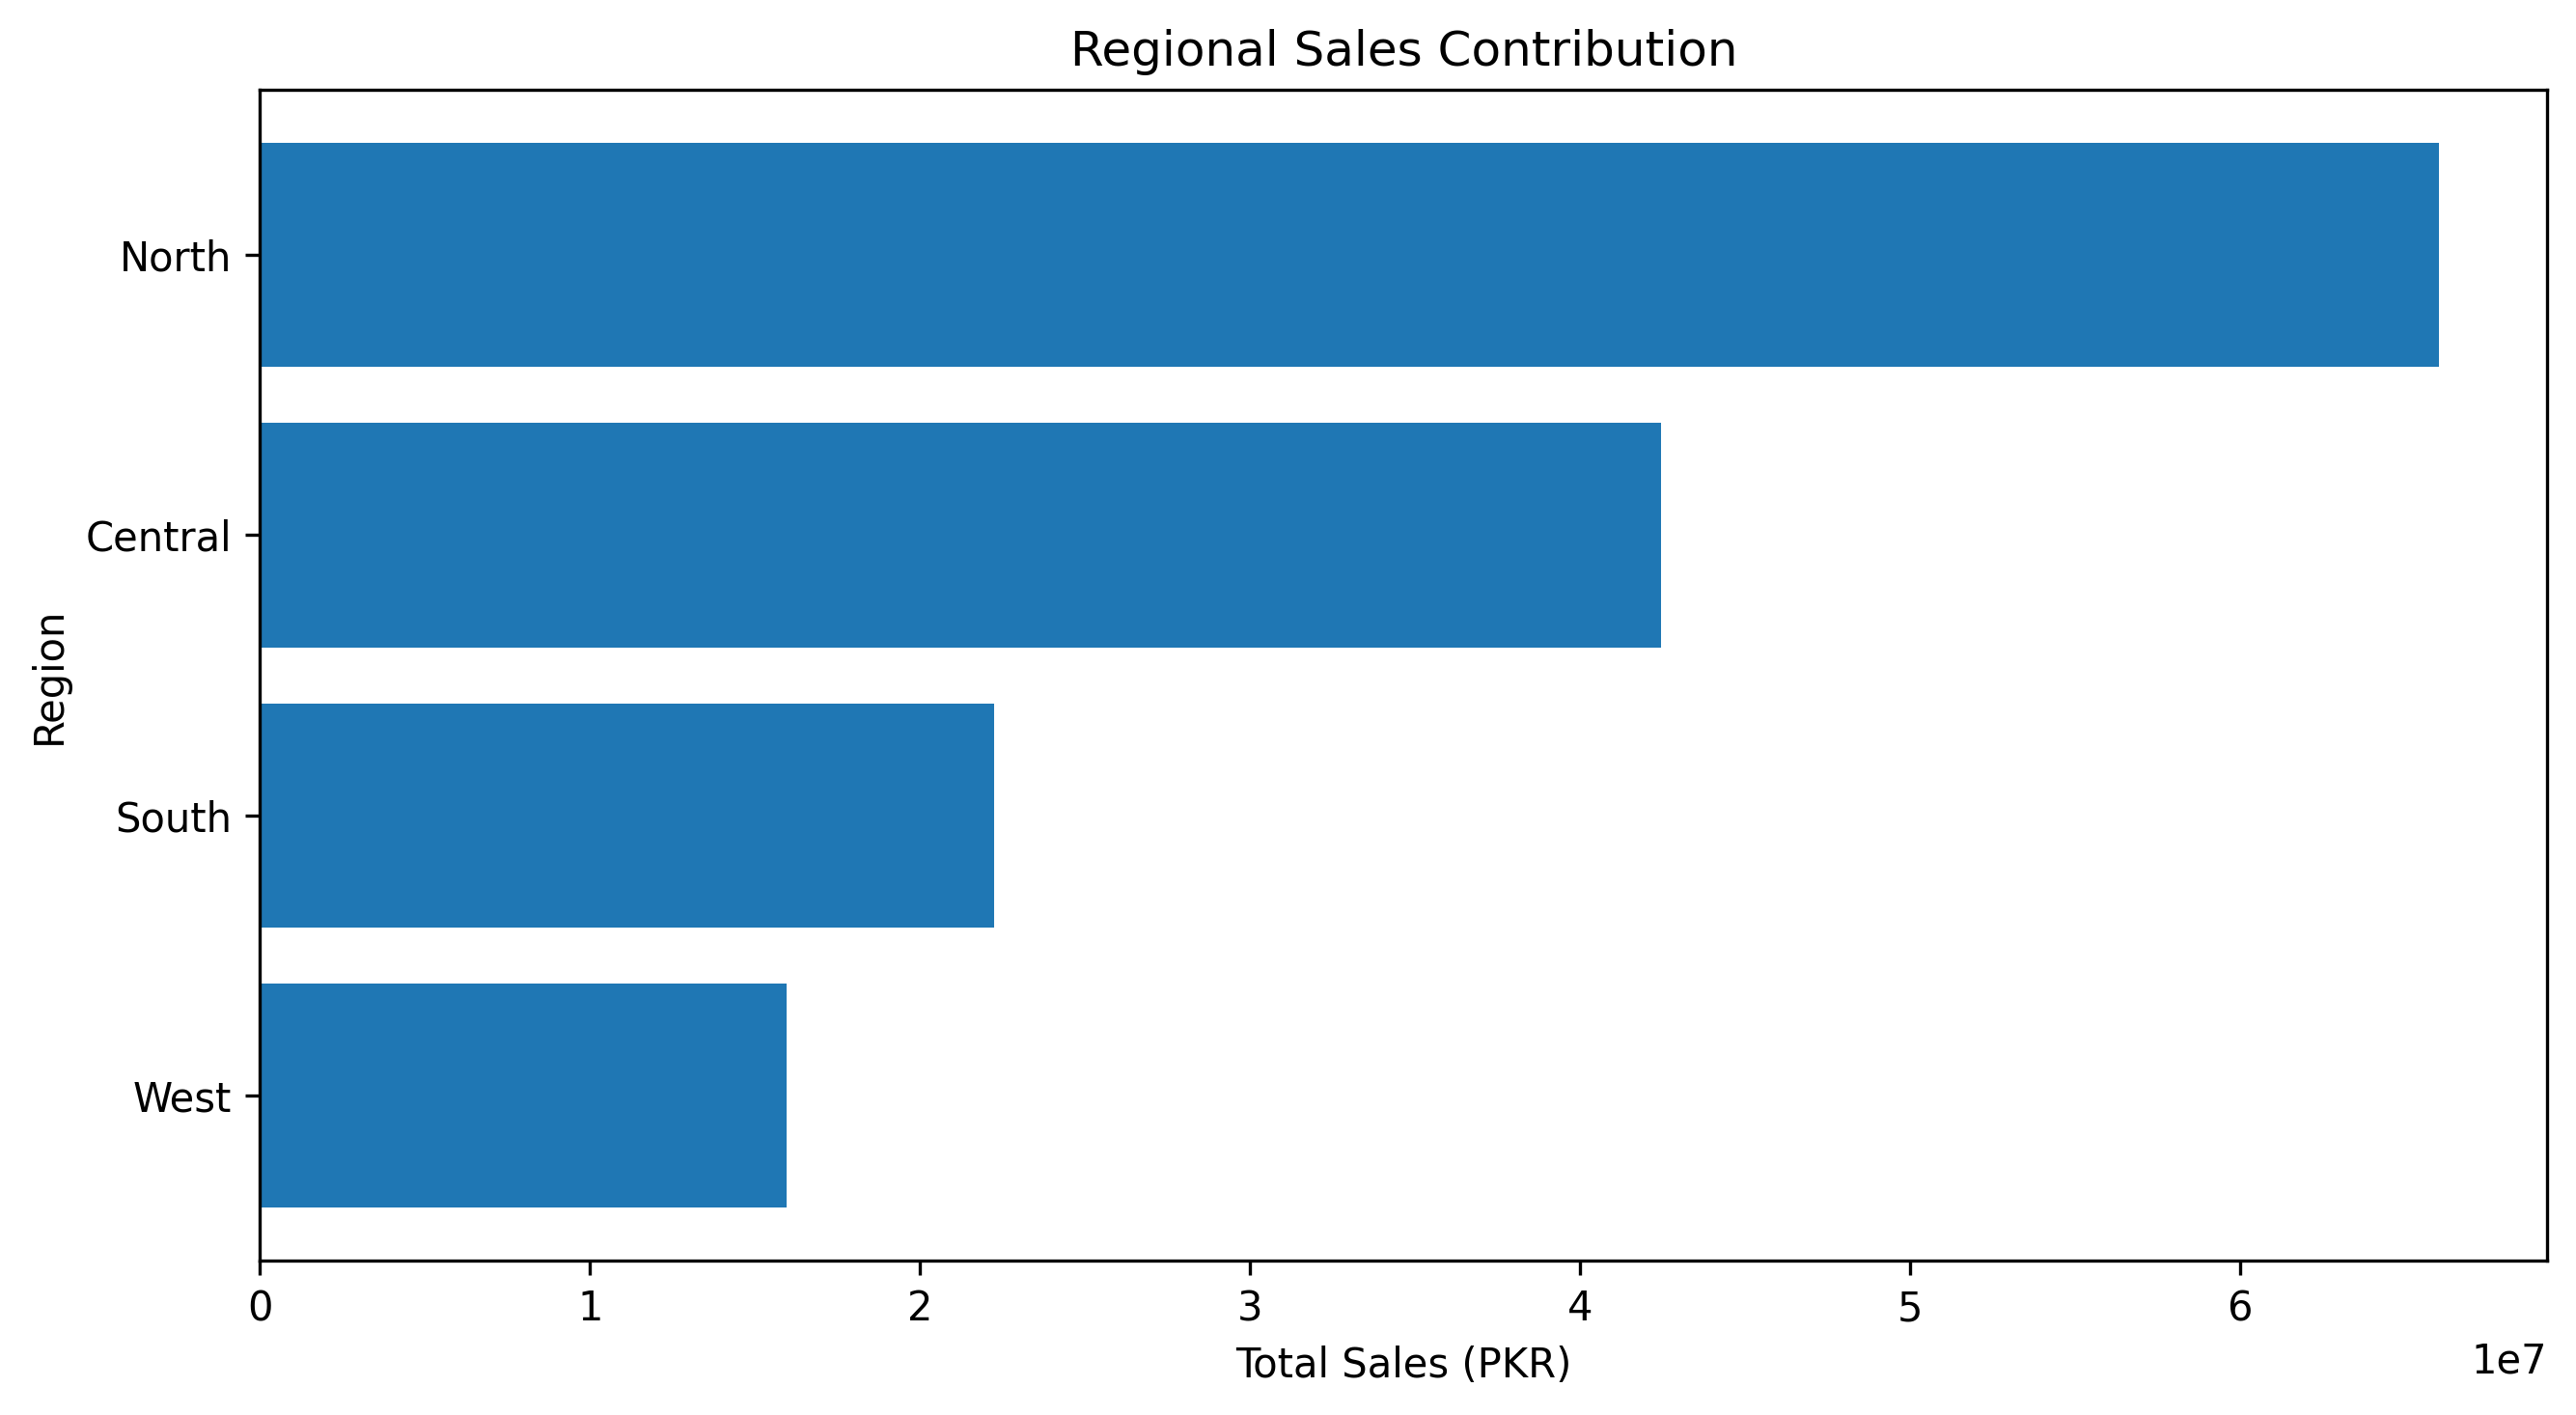 Regional Sales Contribution
North
Central
South
West
Region
0 1 2 3 4 5 6
1e7
Total Sales (PKR)